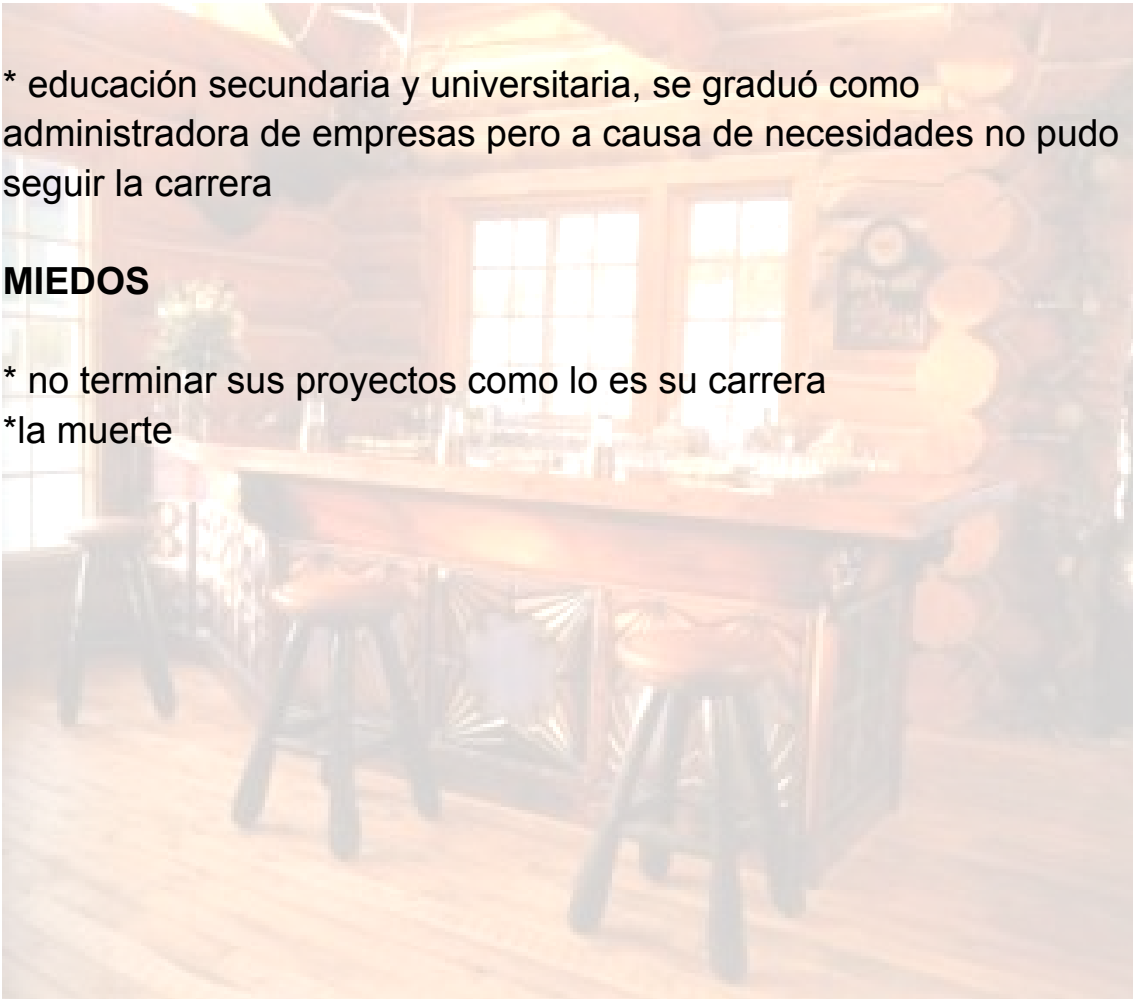 * educación secundaria y universitaria, se graduó como
administradora de empresas pero a causa de necesidades no pudo
seguir la carrera
MIEDOS
* no terminar sus proyectos como lo es su carrera
*la muerte